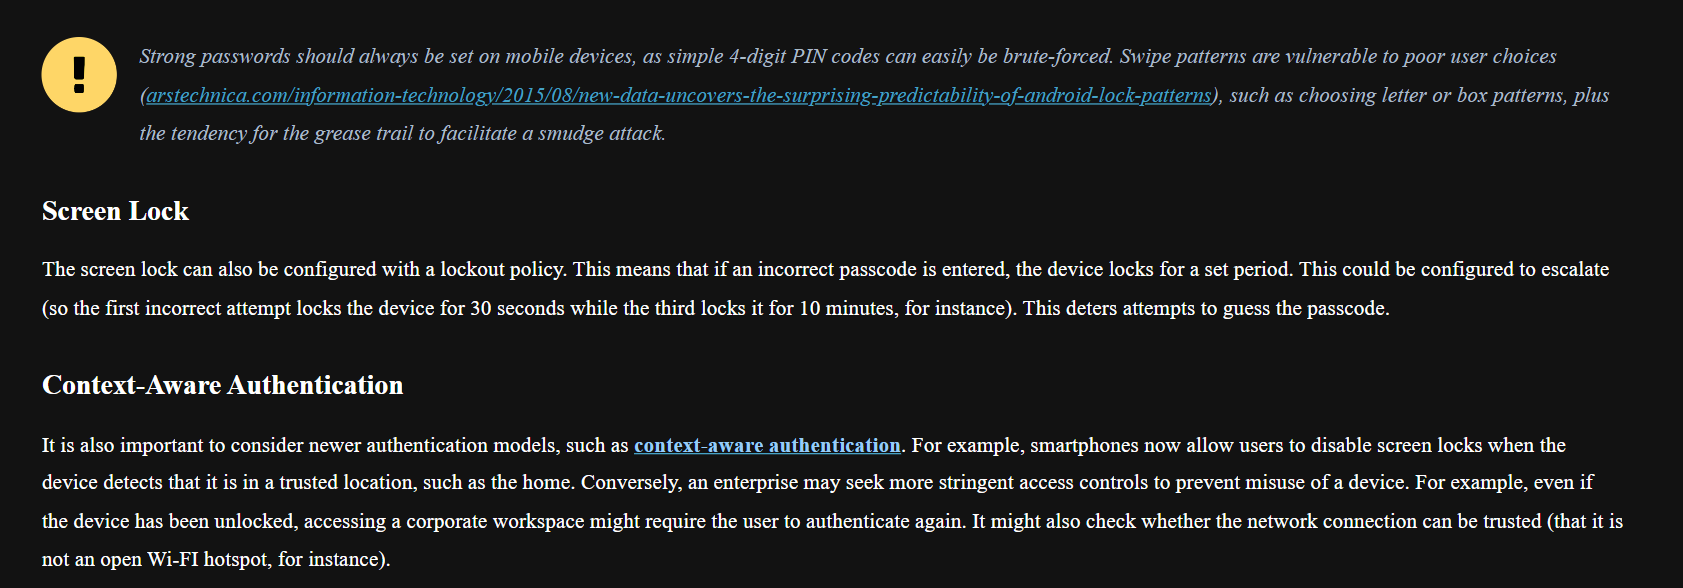 Strong passwords should always be set on mobile devices, as simple 4-digit PIN codes can easily be brute-forced. Swipe patterns are vulnerable to poor user choices
(arstechnica.com/information-technology/2015/08/new-data-uncovers-the-surprising-predictability-of-android-lock-patterns), such as choosing letter or box patterns, plus
the tendency for the grease trail to facilitate a smudge attack.
Screen Lock
The screen lock can also be configured with a lockout policy. This means that if an incorrect passcode is entered, the device locks for a set period. This could be configured to escalate
(so the first incorrect attempt locks the device for 30 seconds while the third locks it for 10 minutes, for instance). This deters attempts to guess the passcode.
Context-Aware Authentication
It is also important to consider newer authentication models, such as context-aware authentication. For example, smartphones now allow users to disable screen locks when the
device detects that it is in a trusted location, such as the home. Conversely, an enterprise may seek more stringent access controls to prevent misuse of a device. For example, even if
the device has been unlocked, accessing a corporate workspace might require the user to authenticate again. It might also check whether the network connection can be trusted (that it is
not an open Wi-FI hotspot, for instance).